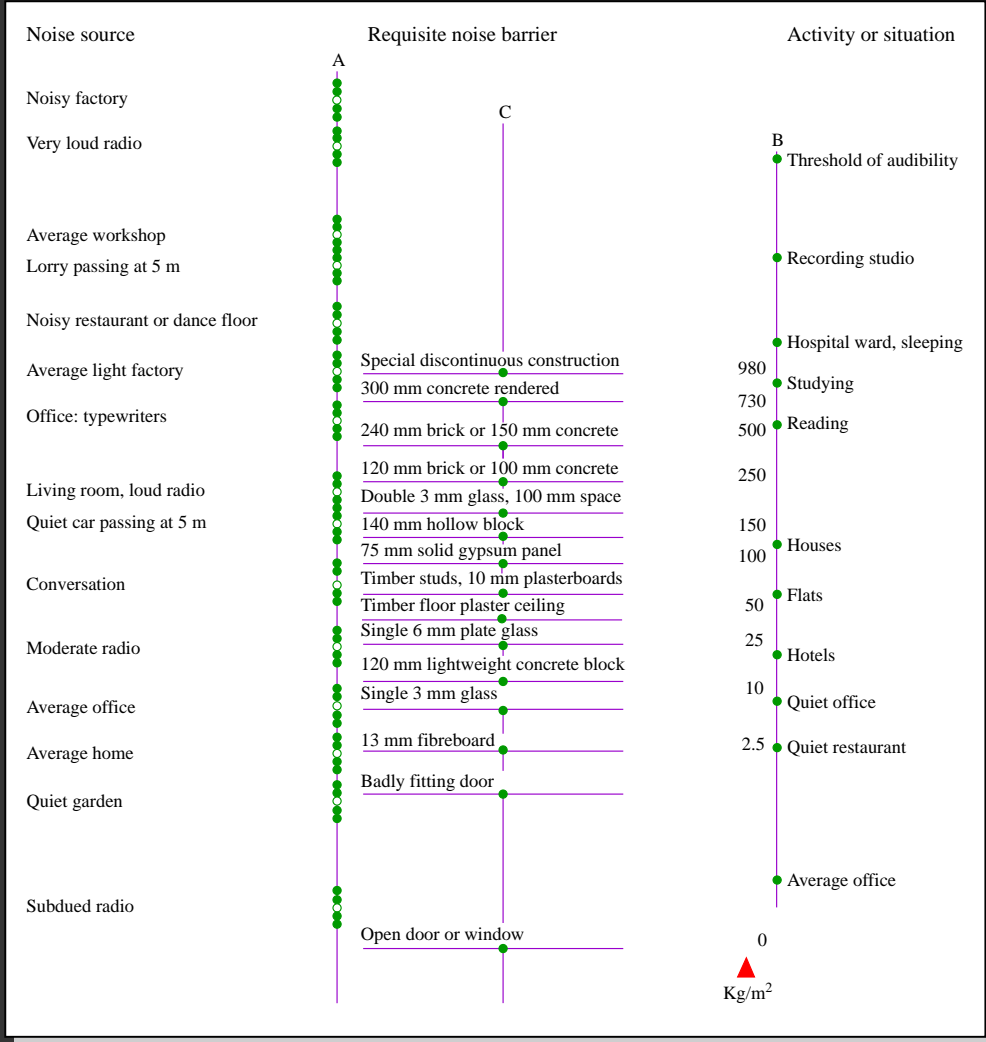 Noise source
Requisite noise barrier
Activity or situation
A
Noisy factory
Very loud radio
Average workshop
Lorry passing at 5 m
Noisy restaurant or dance floor
Average light factory
Office: typewriters
Living room, loud radio
Quiet car passing at 5 m
Conversation
Moderate radio
Average office
Average home
Quiet garden
Subdued radio
C
Special discontinuous construction
300 mm concrete rendered
240 mm brick or 150 mm concrete
120 mm brick or 100 mm concrete
Double 3 mm glass, 100 mm space
140 mm hollow block
75 mm solid gypsum panel
Timber studs, 10 mm plasterboards
Timber floor plaster ceiling
Single 6 mm plate glass
120 mm lightweight concrete block
Single 3 mm glass
13 mm fibreboard
Badly fitting door
Open door or window
B
Threshold of audibility
Recording studio
Hospital ward, sleeping
Studying
Reading
Houses
Flats
Hotels
Quiet office
Quiet restaurant
Average office
980
730
500
250
150
100
50
25
10
2.5
0
Kg/m²